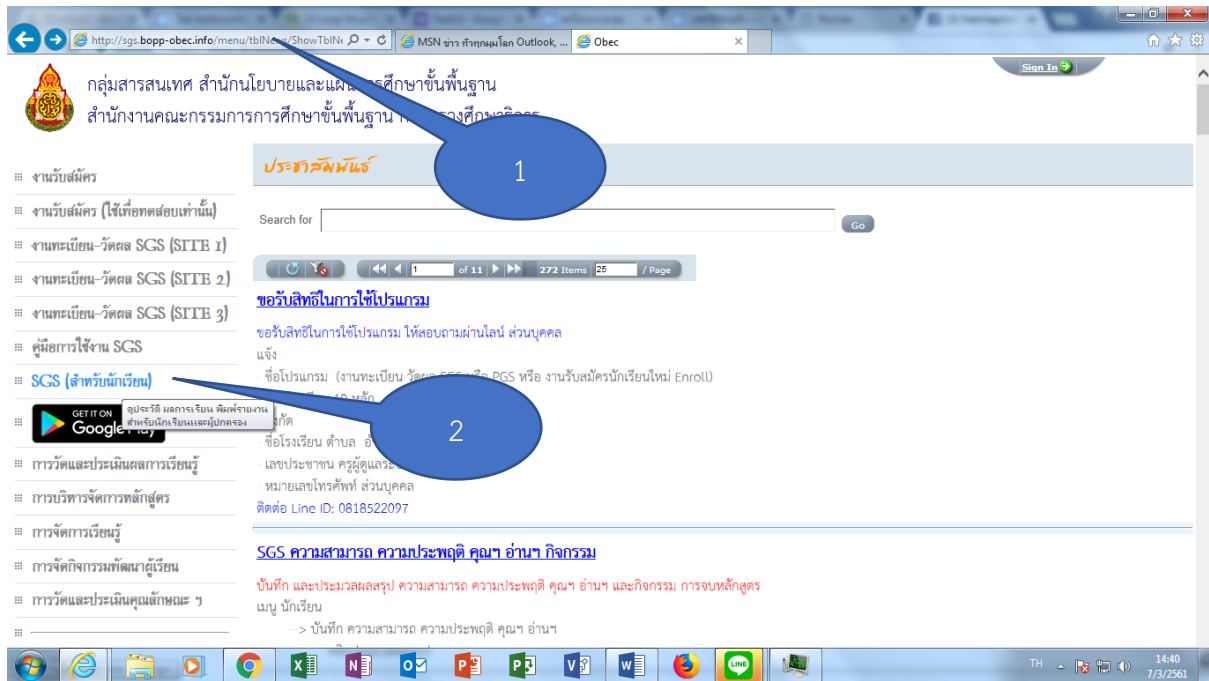 http://sgs.bopp-obec.info/menu/
MSN ข่าว ทั่วทุกมุมโลก Outlook, ...
Obec
กลุ่มสารสนเทศ สำนักนโยบายและแผนการศึกษาขั้นพื้นฐาน
สำนักงานคณะกรรมการการศึกษาขั้นพื้นฐาน
Sign In
งานรับสมัคร
งานรับสมัคร (ใช้เพื่อทดสอบเท่านั้น)
งานทะเบียน-วัดผล SGS (SITE 1)
งานทะเบียน-วัดผล SGS (SITE 2)
งานทะเบียน-วัดผล SGS (SITE 3)
คู่มือการใช้งาน SGS
SGS (สำหรับนักเรียน)
ดูประวัติ ผลการเรียน พิมพ์รายงาน
สำหรับนักเรียนและผู้ปกครอง
GET IT ON
Google Play
การวัดและประเมินผลการเรียนรู้
การบริหารจัดการหลักสูตร
การจัดการเรียนรู้
การจัดกิจกรรมพัฒนาผู้เรียน
การวัดและประเมินคุณลักษณะ ฯ
ประชาสัมพันธ์
1
Search for
Go
1 of 11 272 Items 25 / Page
ขอรับสิทธิในการใช้โปรแกรม
ขอรับสิทธิในการใช้โปรแกรม ให้สอบถามผ่านไลน์ ส่วนบุคคล
แจ้ง
- ชื่อโปรแกรม (งานทะเบียน-วัดผล SGS หรือ PGS หรือ งานรับสมัครนักเรียนใหม่ Enroll)
10 หลัก
2
- ชื่อโรงเรียน ตำบล
- เลขประชาชน ครูผู้ดูแล
- หมายเลขโทรศัพท์ ส่วนบุคคล
ติดต่อ Line ID: 0818522097
SGS ความสามารถ ความประพฤติ คุณฯ อ่านฯ กิจกรรม
บันทึก และประมวลผลสรุป ความสามารถ ความประพฤติ คุณฯ อ่านฯ และกิจกรรม การจบหลักสูตร
เมนู นักเรียน
--> บันทึก ความสามารถ ความประพฤติ คุณฯ อ่านฯ
TH
14:40
7/3/2561